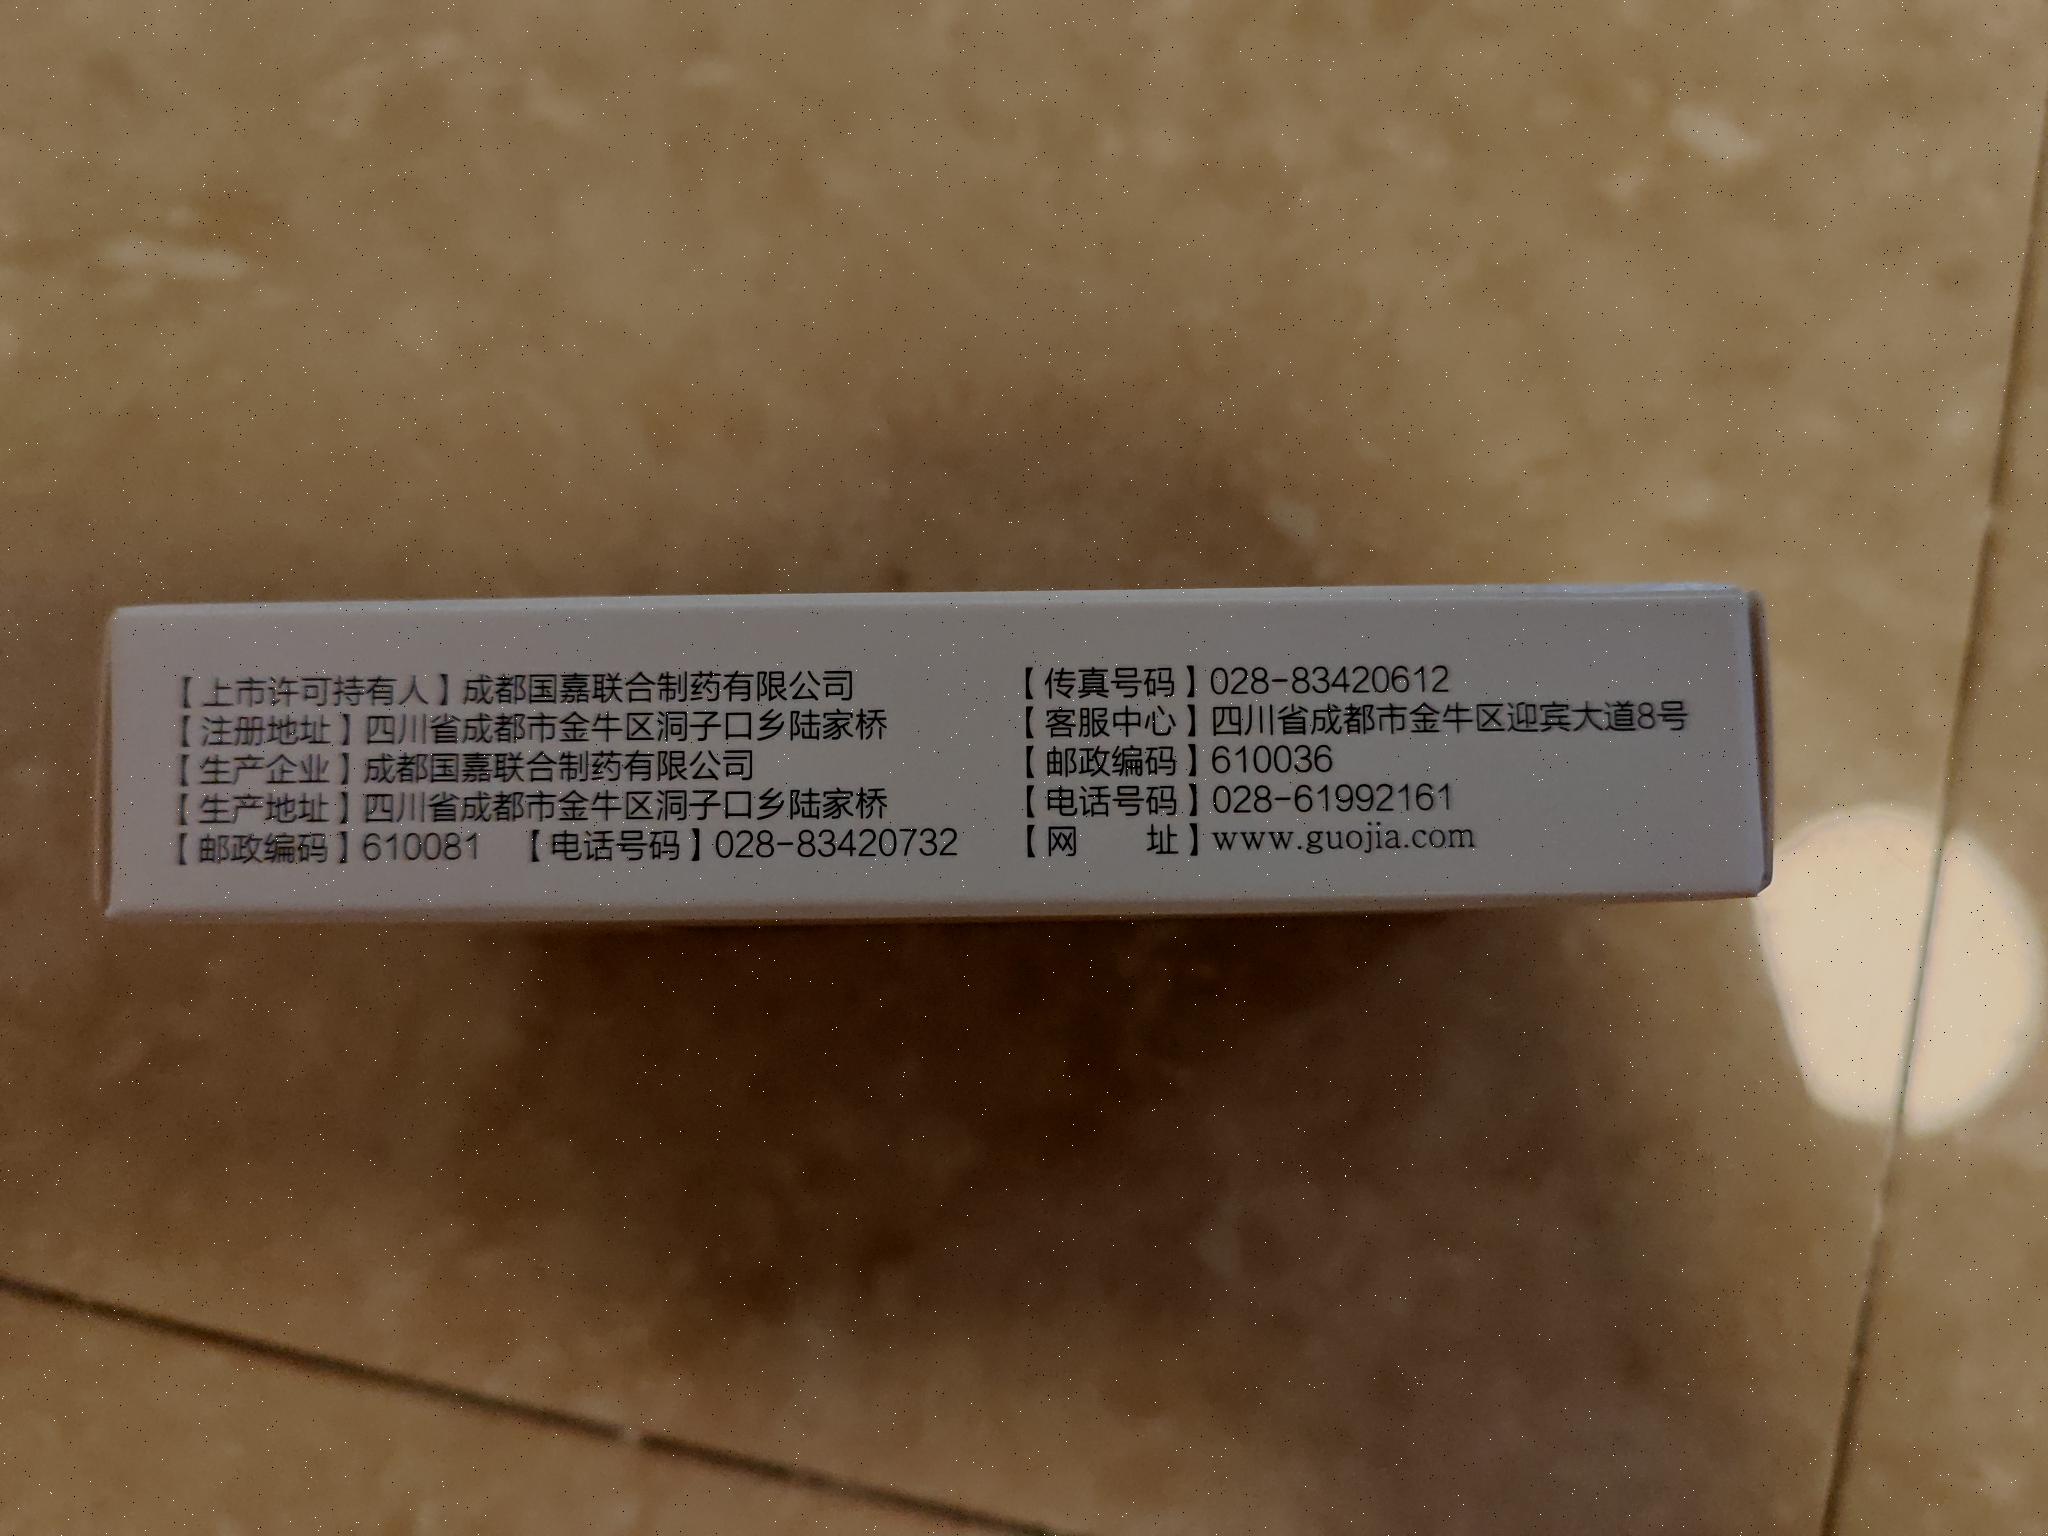 【上市许可持有人】成都国嘉联合制药有限公司
【注册地址】四川省成都市金牛区洞子口乡陆家桥
【生产企业】成都国嘉联合制药有限公司
【生产地址】四川省成都市金牛区洞子口乡陆家桥
【邮政编码】610081 【电话号码】028-83420732
【传真号码】028-83420612
【客服中心】四川省成都市金牛区迎宾大道8号
【邮政编码】610036
【电话号码】028-61992161
【网 址】www.guojia.com